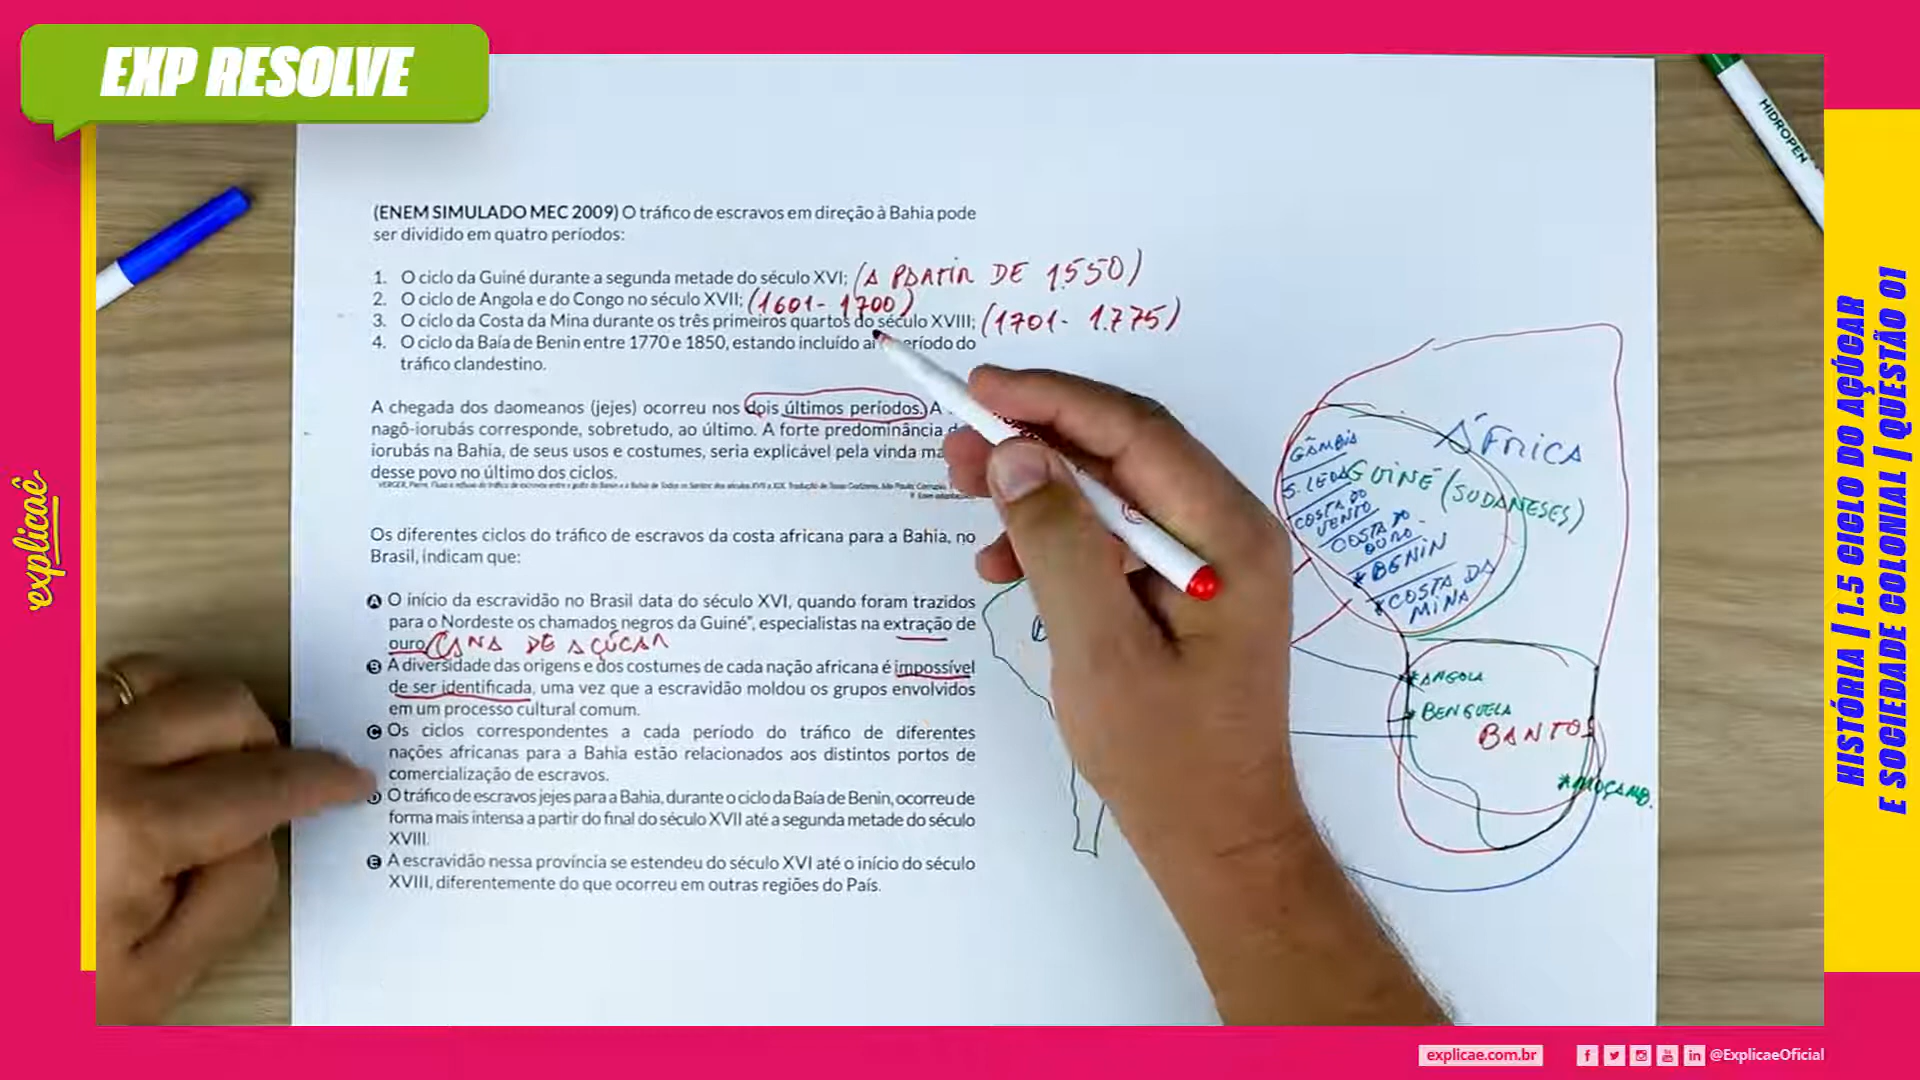 EXP RESOLVE
HIDROPEN
(ENEM SIMULADO MEC 2009) O tráfico de escravos em direção à Bahia pode
ser dividido em quatro períodos:
1. O ciclo da Guiné durante a segunda metade do século XVI; (A PARTIR DE 1550)
2. O ciclo de Angola e do Congo no século XVII; (1601- 1700)
3. O ciclo da Costa da Mina durante os três primeiros quartos do século XVIII; (1701- 1.775)
4. O ciclo da Baía de Benin entre 1770 e 1850, estando incluído aí período do
tráfico clandestino.
A chegada dos daomeanos (jejes) ocorreu nos dois últimos períodos. A
nagô-iorubás corresponde, sobretudo, ao último. A forte predominância
iorubás na Bahia, de seus usos e costumes, seria explicável pela vinda
desse povo no último dos ciclos.
Os diferentes ciclos do tráfico de escravos da costa africana para a Bahia, no
Brasil, indicam que:
A O início da escravidão no Brasil data do século XVI, quando foram trazidos
para o Nordeste os chamados negros da Guiné", especialistas na extração de
ouro. CANA DE AÇÚCAR
B A diversidade das origens e dos costumes de cada nação africana é impossível
de ser identificada, uma vez que a escravidão moldou os grupos envolvidos
em um processo cultural comum.
C Os ciclos correspondentes a cada período do tráfico de diferentes
nações africanas para a Bahia estão relacionados aos distintos portos de
comercialização de escravos.
D O tráfico de escravos jejes para a Bahia, durante o ciclo da Baía de Benin, ocorreu de
forma mais intensa a partir do final do século XVII até a segunda metade do século
XVIII.
E A escravidão nessa província se estendeu do século XVI até o início do século
XVIII, diferentemente do que ocorreu em outras regiões do País.
ÁFRICA
GÂMBIA
S. LEOA
GUINÉ (SUDANESES)
COSTA DO
VENTO
COSTA DO
OURO
* BENIN
* COSTA DA
MINA
* ANGOLA
* BENGUELA
BANTOS
* MOÇAMB.
explicaê
HISTÓRIA | 1.5 CICLO DO AÇÚCAR
E SOCIEDADE COLONIAL | QUESTÃO 01
explicae.com.br
@ExplicaeOficial